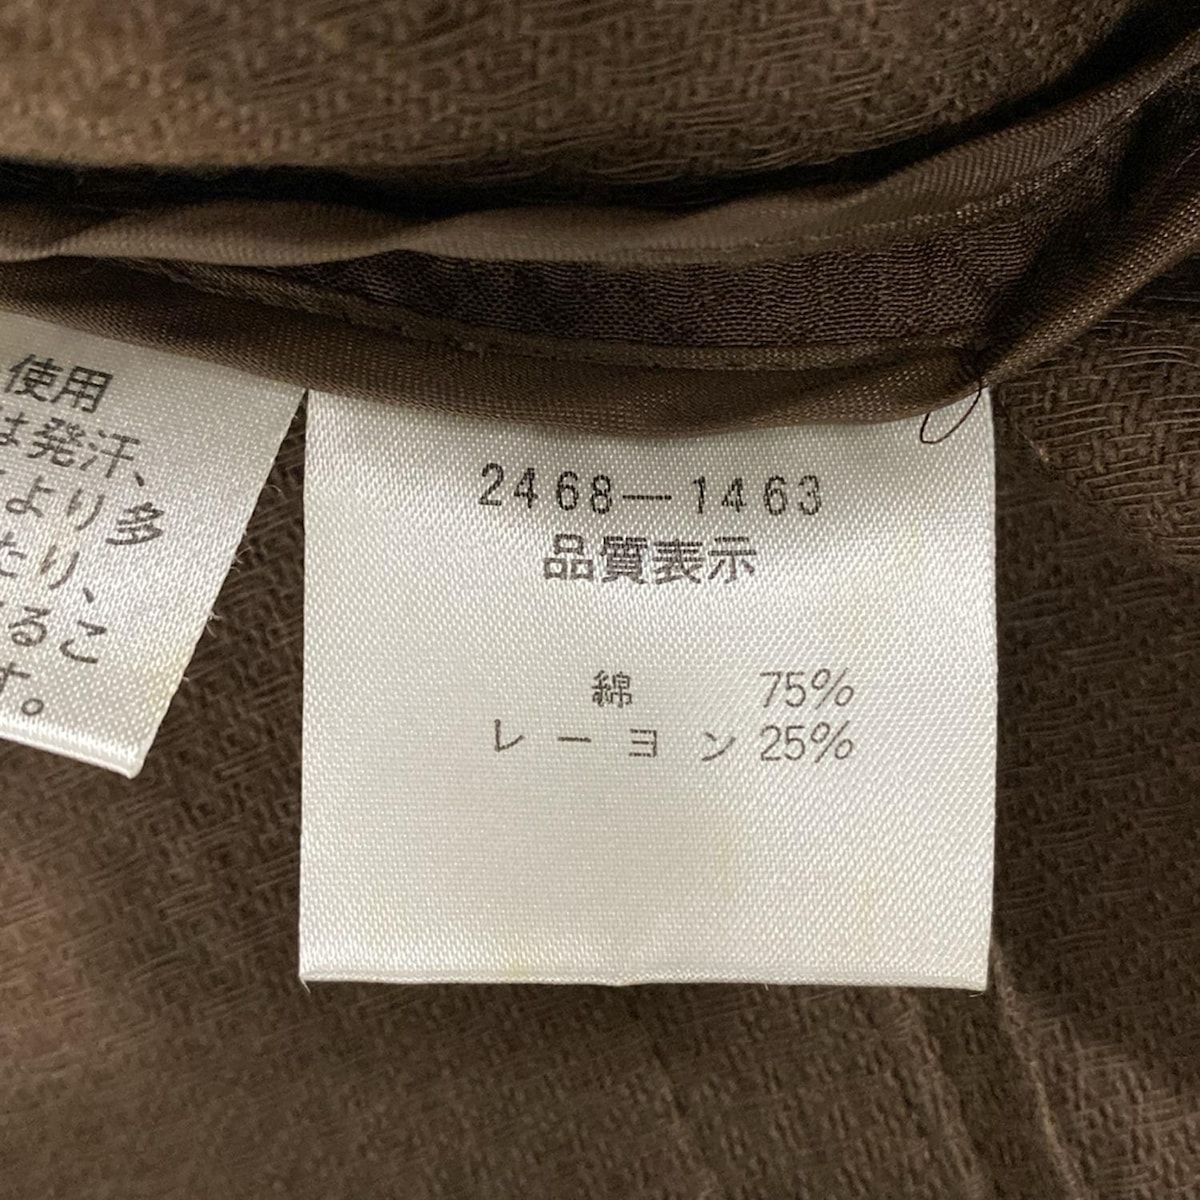 使用
は発汗、
より多
たり、
るこ
す。
2468—1463
品質表示
綿 75%
レーヨン 25%